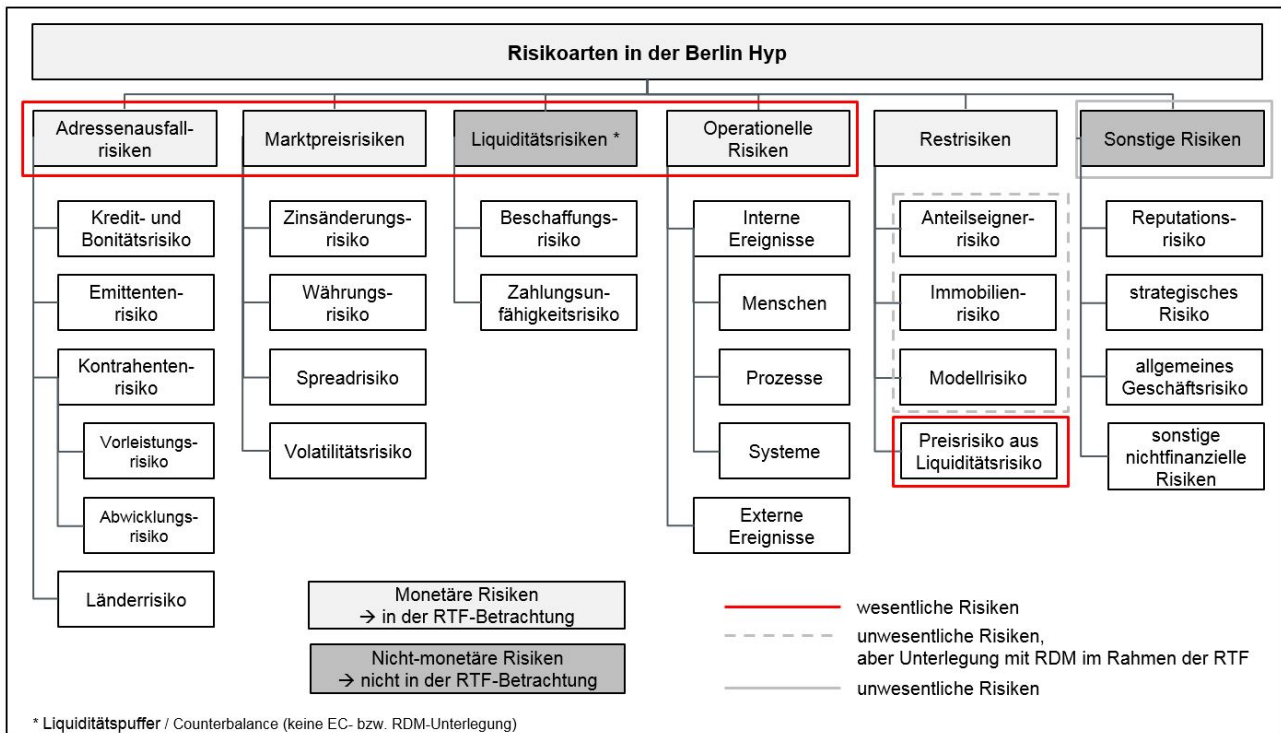 Risikoarten in der Berlin Hyp
Adressenausfall-
risiken
Marktpreisrisiken
Liquiditätsrisiken *
Operationelle
Risiken
Restrisiken
Sonstige Risiken
Kredit- und
Bonitätsrisiko
Emittenten-
risiko
Kontrahenten-
risiko
Vorleistungs-
risiko
Abwicklungs-
risiko
Länderrisiko
Zinsänderungs-
risiko
Währungs-
risiko
Spreadrisiko
Volatilitätsrisiko
Beschaffungs-
risiko
Zahlungsun-
fähigkeitsrisiko
Interne
Ereignisse
Menschen
Prozesse
Systeme
Externe
Ereignisse
Anteilseigner-
risiko
Immobilien-
risiko
Modellrisiko
Preisrisiko aus
Liquiditätsrisiko
Reputations-
risiko
strategisches
Risiko
allgemeines
Geschäftsrisiko
sonstige
nichtfinanzielle
Risiken
Monetäre Risiken
→ in der RTF-Betrachtung
Nicht-monetäre Risiken
→ nicht in der RTF-Betrachtung
wesentliche Risiken
unwesentliche Risiken,
aber Unterlegung mit RDM im Rahmen der RTF
unwesentliche Risiken
* Liquiditätspuffer / Counterbalance (keine EC- bzw. RDM-Unterlegung)